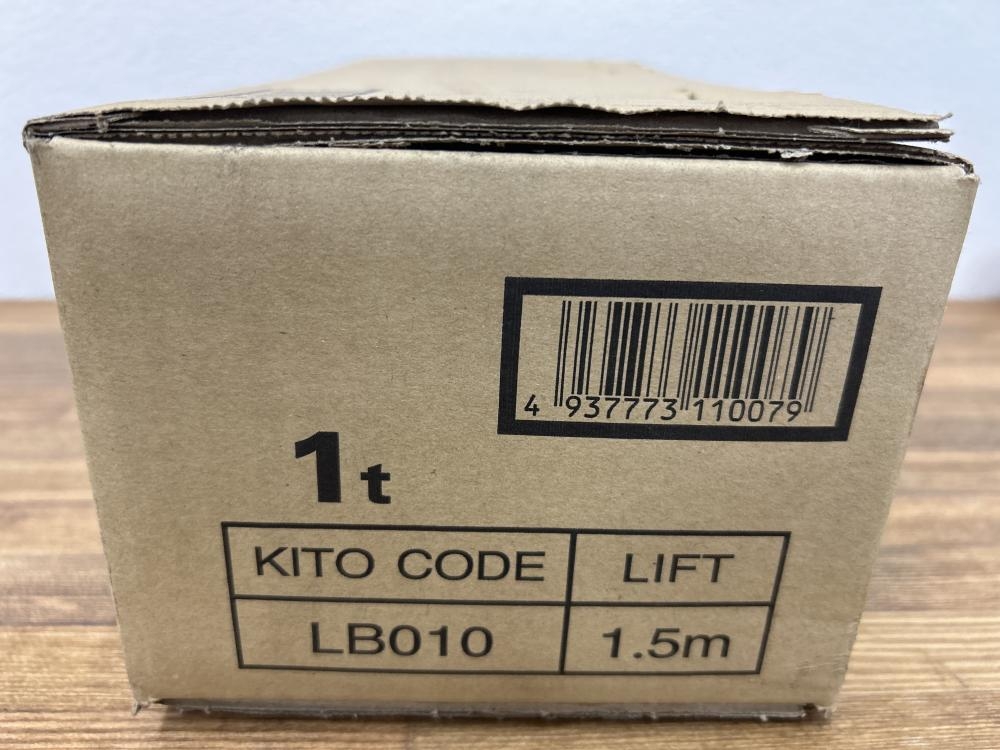 4 937773 110079
1t
KITO CODE LIFT
LB010 1.5m